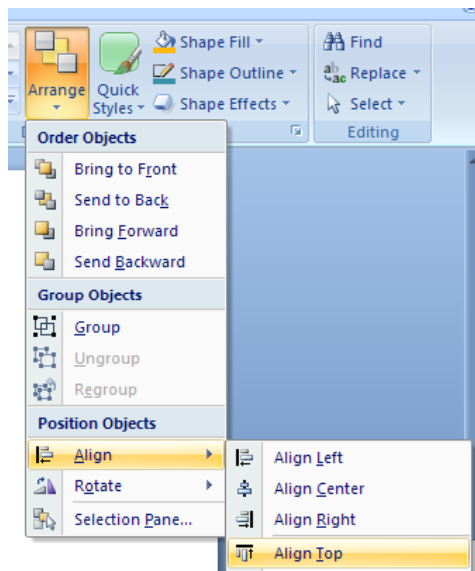 Shape Fill
Find
Shape Outline
Replace
Arrange
Quick
Styles
Shape Effects
Select
Editing
Order Objects
Bring to Front
Send to Back
Bring Forward
Send Backward
Group Objects
Group
Ungroup
Regroup
Position Objects
Align
Align Left
Rotate
Align Center
Selection Pane...
Align Right
Align Top